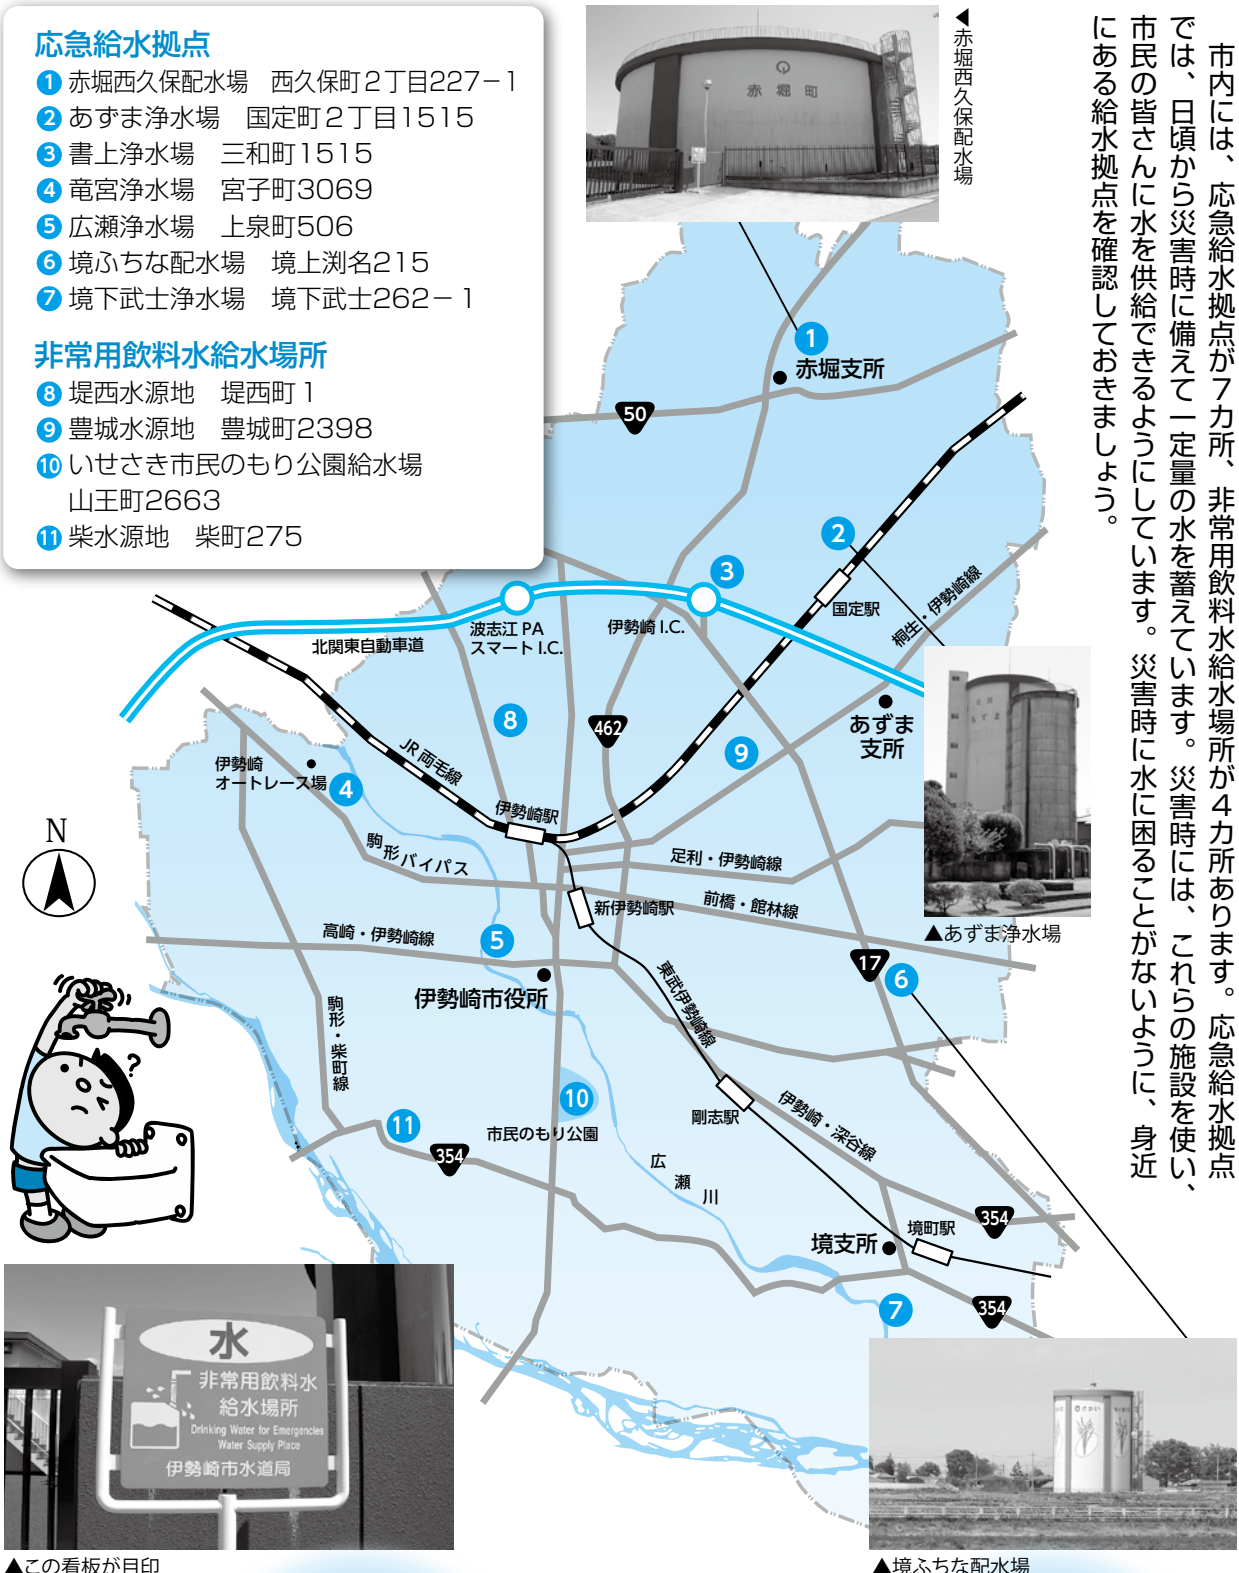 市内には、応急給水拠点が７カ所、非常用飲料水給水場所が４カ所あります。応急給水拠点
では、日頃から災害時に備えて一定量の水を蓄えています。災害時には、これらの施設を使い、
市民の皆さんに水を供給できるようにしています。災害時に水に困ることがないように、身近
にある給水拠点を確認しておきましょう。
応急給水拠点
1 赤堀西久保配水場　西久保町２丁目227－1
2 あずま浄水場　国定町２丁目1515
3 書上浄水場　三和町1515
4 竜宮浄水場　宮子町3069
5 広瀬浄水場　上泉町506
6 境ふちな配水場　境上渕名215
7 境下武士浄水場　境下武士262－1
非常用飲料水給水場所
8 堤西水源地　堤西町1
9 豊城水源地　豊城町2398
10 いせさき市民のもり公園給水場
山王町2663
11 柴水源地　柴町275
◀赤堀西久保配水場
赤堀町
1
赤堀支所
50
2
3
国定駅
桐生・伊勢崎線
北関東自動車道
波志江 PA
スマート I.C.
伊勢崎 I.C.
あずま
支所
8
462
9
JR 両毛線
伊勢崎
オートレース場
4
伊勢崎駅
駒形バイパス
足利・伊勢崎線
前橋・館林線
新伊勢崎駅
あずま
▲あずま浄水場
N
高崎・伊勢崎線
5
伊勢崎市役所
17
6
東武伊勢崎線
駒形・柴町線
10
市民のもり公園
11
354
剛志駅
伊勢崎・深谷線
広瀬川
354
境町駅
境支所
7
354
?
水
非常用飲料水
給水場所
Drinking Water for Emergencies
Water Supply Place
伊勢崎市水道局
▲この看板が目印
さかい
▲境ふちな配水場